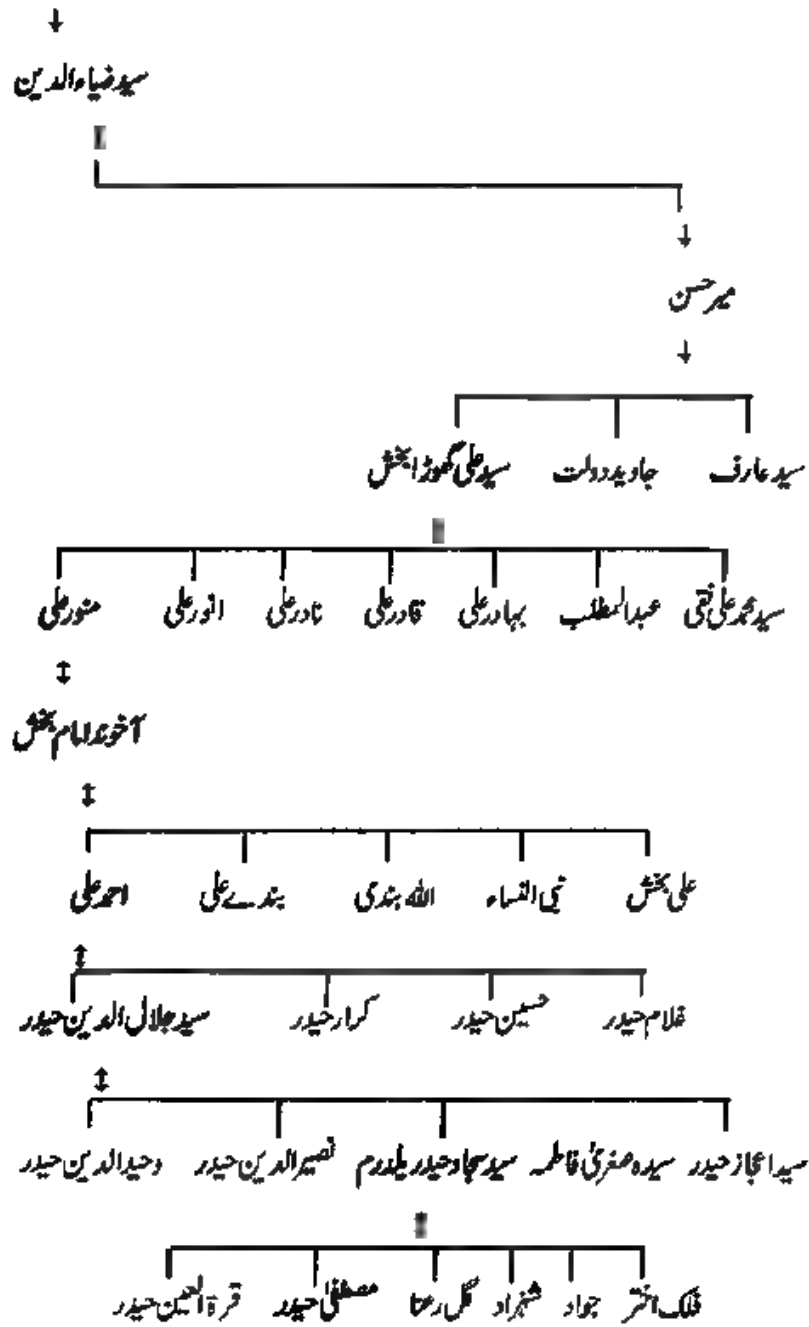 سید ضیاء الدین
میر حسن
سید عارف جاوید دولت سید علی گھوڑا بخش
سید محمد علی نقی عبدالمطلب بہادر علی قادر علی نادر علی انور علی منور علی
آخوند امام بخش
علی بخش نبی النساء اللہ بندی بندے علی احمد علی
غلام حیدر حسین حیدر کرار حیدر سید جلال الدین حیدر
سید اعجاز حیدر سیدہ صغریٰ فاطمہ سید سجاد حیدر یلدرم نصیر الدین حیدر وحید الدین حیدر
فلک اختر جواد شہزاد گل رعنا مصطفیٰ حیدر قرۃ العین حیدر